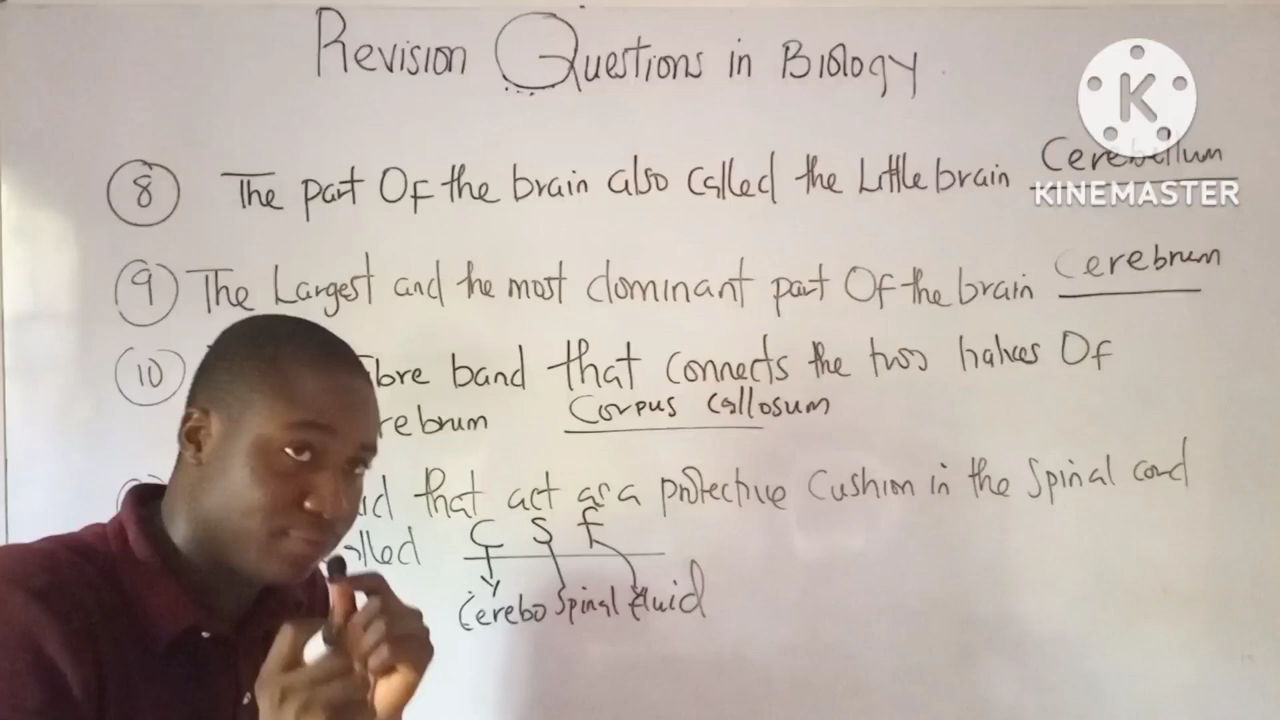 Revision Questions in Biology
K
8 The part Of the brain also Called the Little brain Cerebellum
KINEMASTER
9 The Largest and the most dominant part Of the brain Cerebrum
10 bre band that Connects the two halves Of
rebrum Corpus Callosum
id that act as a protective Cushion in the Spinal cord
alled C S F
Cerebo Spinal fluid